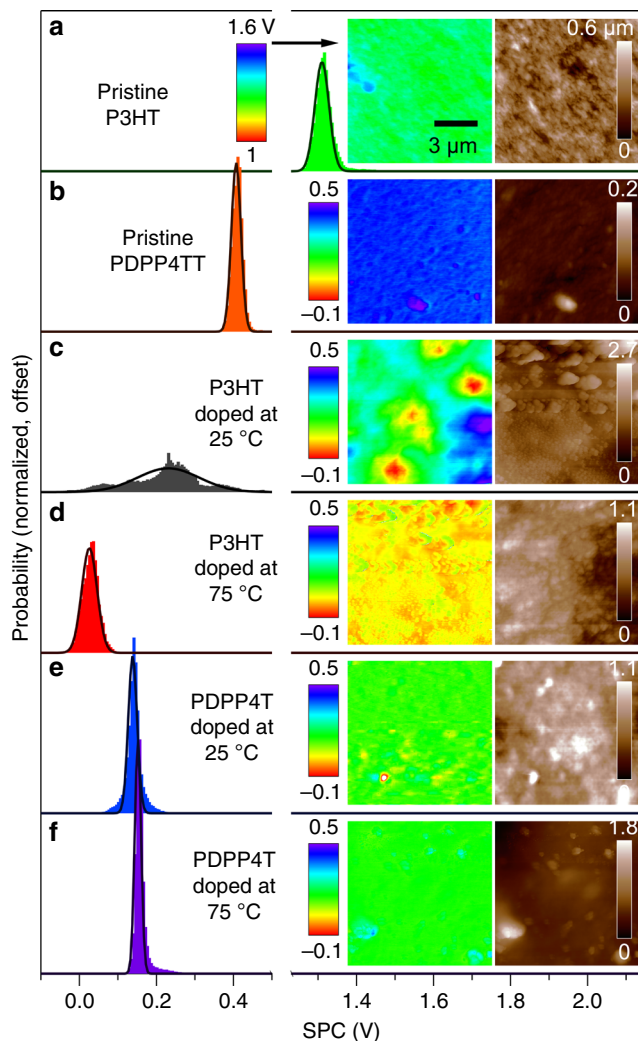 a
1.6 V
0.6 µm
Pristine
P3HT
3 µm
1
0
b
0.5
0.2
Pristine
PDPP4TT
–0.1
0
c
0.5
2.7
P3HT
doped at
25 °C
–0.1
0
d
0.5
1.1
P3HT
doped at
75 °C
–0.1
0
e
0.5
1.1
PDPP4T
doped at
25 °C
–0.1
0
f
0.5
1.8
PDPP4T
doped at
75 °C
–0.1
0
Probability (normalized, offset)
0.0 0.2 0.4 1.4 1.6 1.8 2.0
SPC (V)